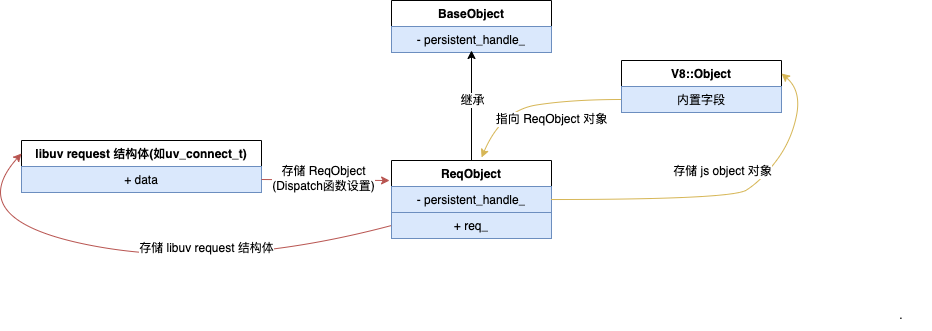 BaseObject
- persistent_handle_
V8::Object
内置字段
继承
指向 ReqObject 对象
libuv request 结构体(如uv_connect_t)
+ data
存储 ReqObject
(Dispatch函数设置)
ReqObject
- persistent_handle_
+ req_
存储 js object 对象
存储 libuv request 结构体
.